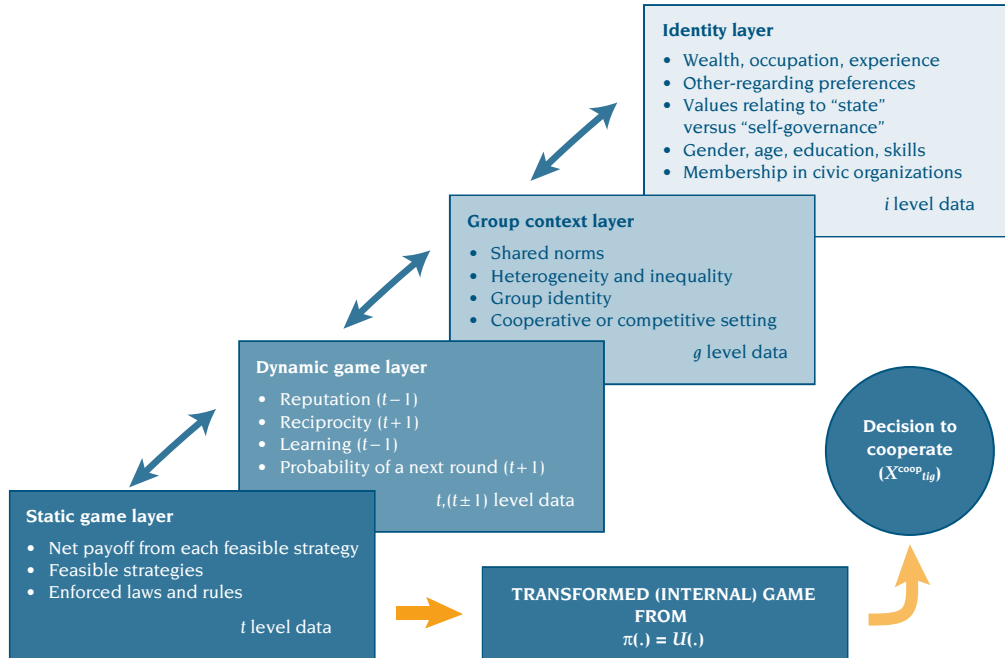 Identity layer
• Wealth, occupation, experience
• Other-regarding preferences
• Values relating to “state”
versus “self-governance”
• Gender, age, education, skills
• Membership in civic organizations
i level data
Group context layer
• Shared norms
• Heterogeneity and inequality
• Group identity
• Cooperative or competitive setting
g level data
Dynamic game layer
• Reputation (t−1)
• Reciprocity (t+1)
• Learning (t−1)
• Probability of a next round (t+1)
t,(t±1) level data
Static game layer
• Net payoff from each feasible strategy
• Feasible strategies
• Enforced laws and rules
t level data
TRANSFORMED (INTERNAL) GAME
FROM
π(.) = U(.)
Decision to
cooperate
(X^coop_tig)